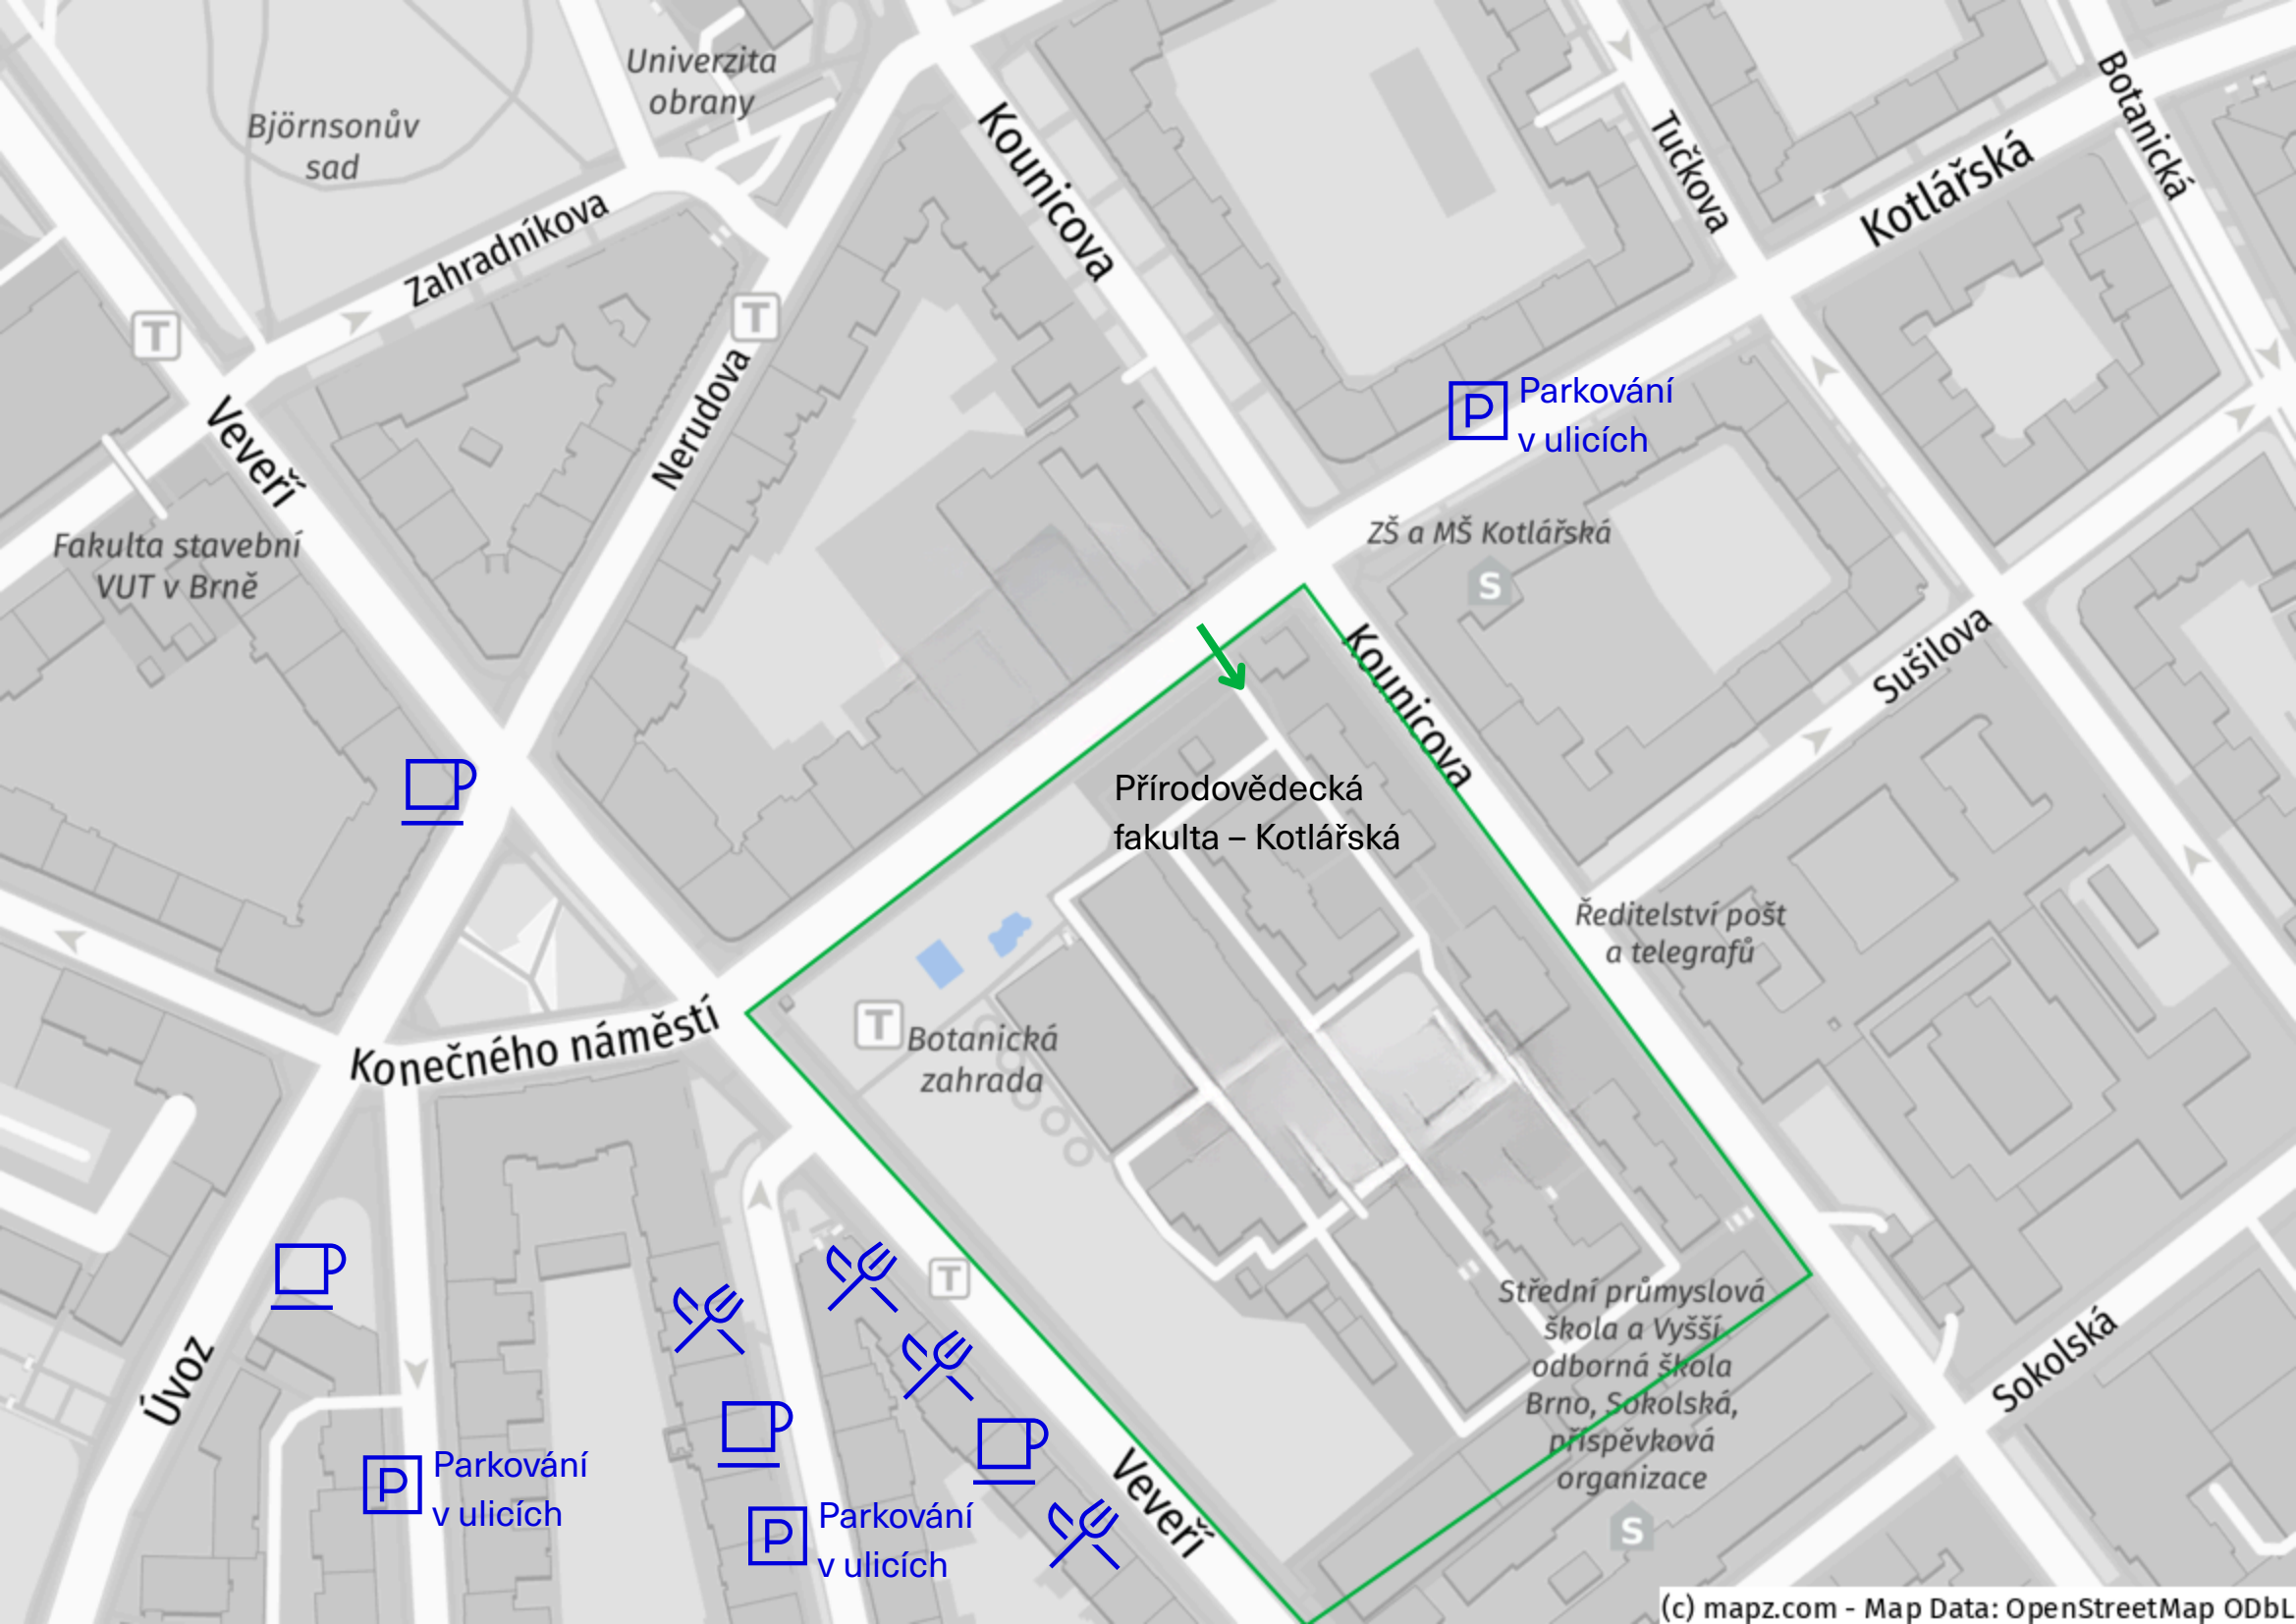 Univerzita
obrany
Björnsonův
sad
Kounicova
Tučkova
Botanická
Kotlářská
Zahradníkova
T
T
Nerudova
Veveří
P
Parkování
v ulicích
Fakulta stavební
VUT v Brně
ZŠ a MŠ Kotlářská
S
Kounicova
Sušilova
Přírodovědecká
fakulta – Kotlářská
Ředitelství pošt
a telegrafů
Konečného náměstí
T
Botanická
zahrada
T
Střední průmyslová
škola a Vyšší
odborná škola
Brno, Sokolská,
příspěvková
organizace
S
Sokolská
Úvoz
P
Parkování
v ulicích
P
Parkování
v ulicích
Veveří
(c) mapz.com - Map Data: OpenStreetMap ODbL